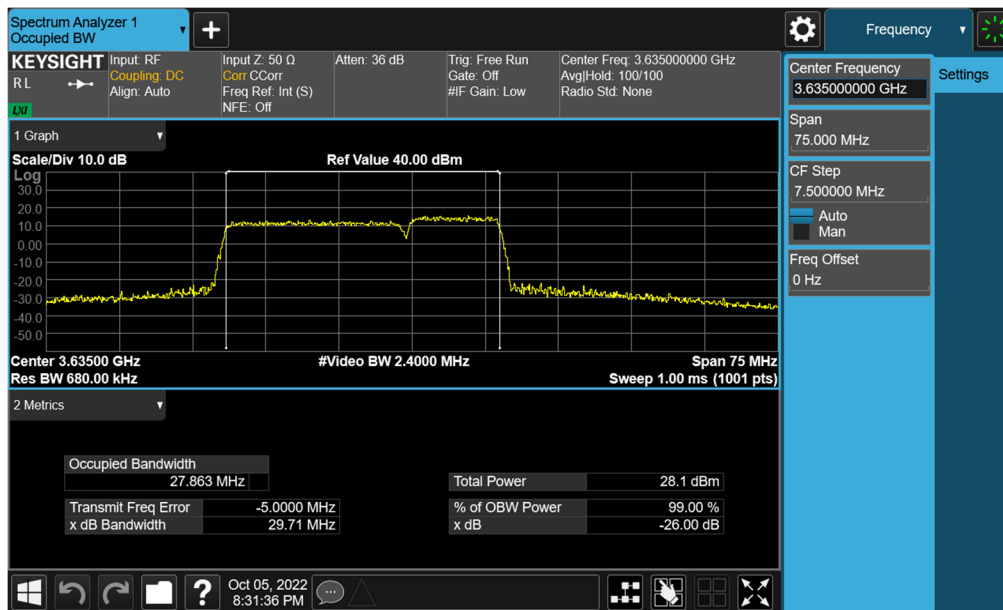 Spectrum Analyzer 1
Occupied BW
Frequency
KEYSIGHT
R L
LXI
Input: RF
Coupling: DC
Align: Auto
Input Z: 50 Ω
Corr CCorr
Freq Ref: Int (S)
NFE: Off
Atten: 36 dB
Trig: Free Run
Gate: Off
#IF Gain: Low
Center Freq: 3.635000000 GHz
Avg|Hold: 100/100
Radio Std: None
Center Frequency
3.635000000 GHz
Settings
Span
75.000 MHz
CF Step
7.500000 MHz
Auto
Man
Freq Offset
0 Hz
1 Graph
Scale/Div 10.0 dB
Ref Value 40.00 dBm
Log
30.0
20.0
10.0
0.00
-10.0
-20.0
-30.0
-40.0
-50.0
Center 3.63500 GHz
#Video BW 2.4000 MHz
Span 75 MHz
Res BW 680.00 kHz
Sweep 1.00 ms (1001 pts)
2 Metrics
Occupied Bandwidth
27.863 MHz
Total Power 28.1 dBm
Transmit Freq Error -5.0000 MHz
% of OBW Power 99.00 %
x dB Bandwidth 29.71 MHz
x dB -26.00 dB
Oct 05, 2022
8:31:36 PM